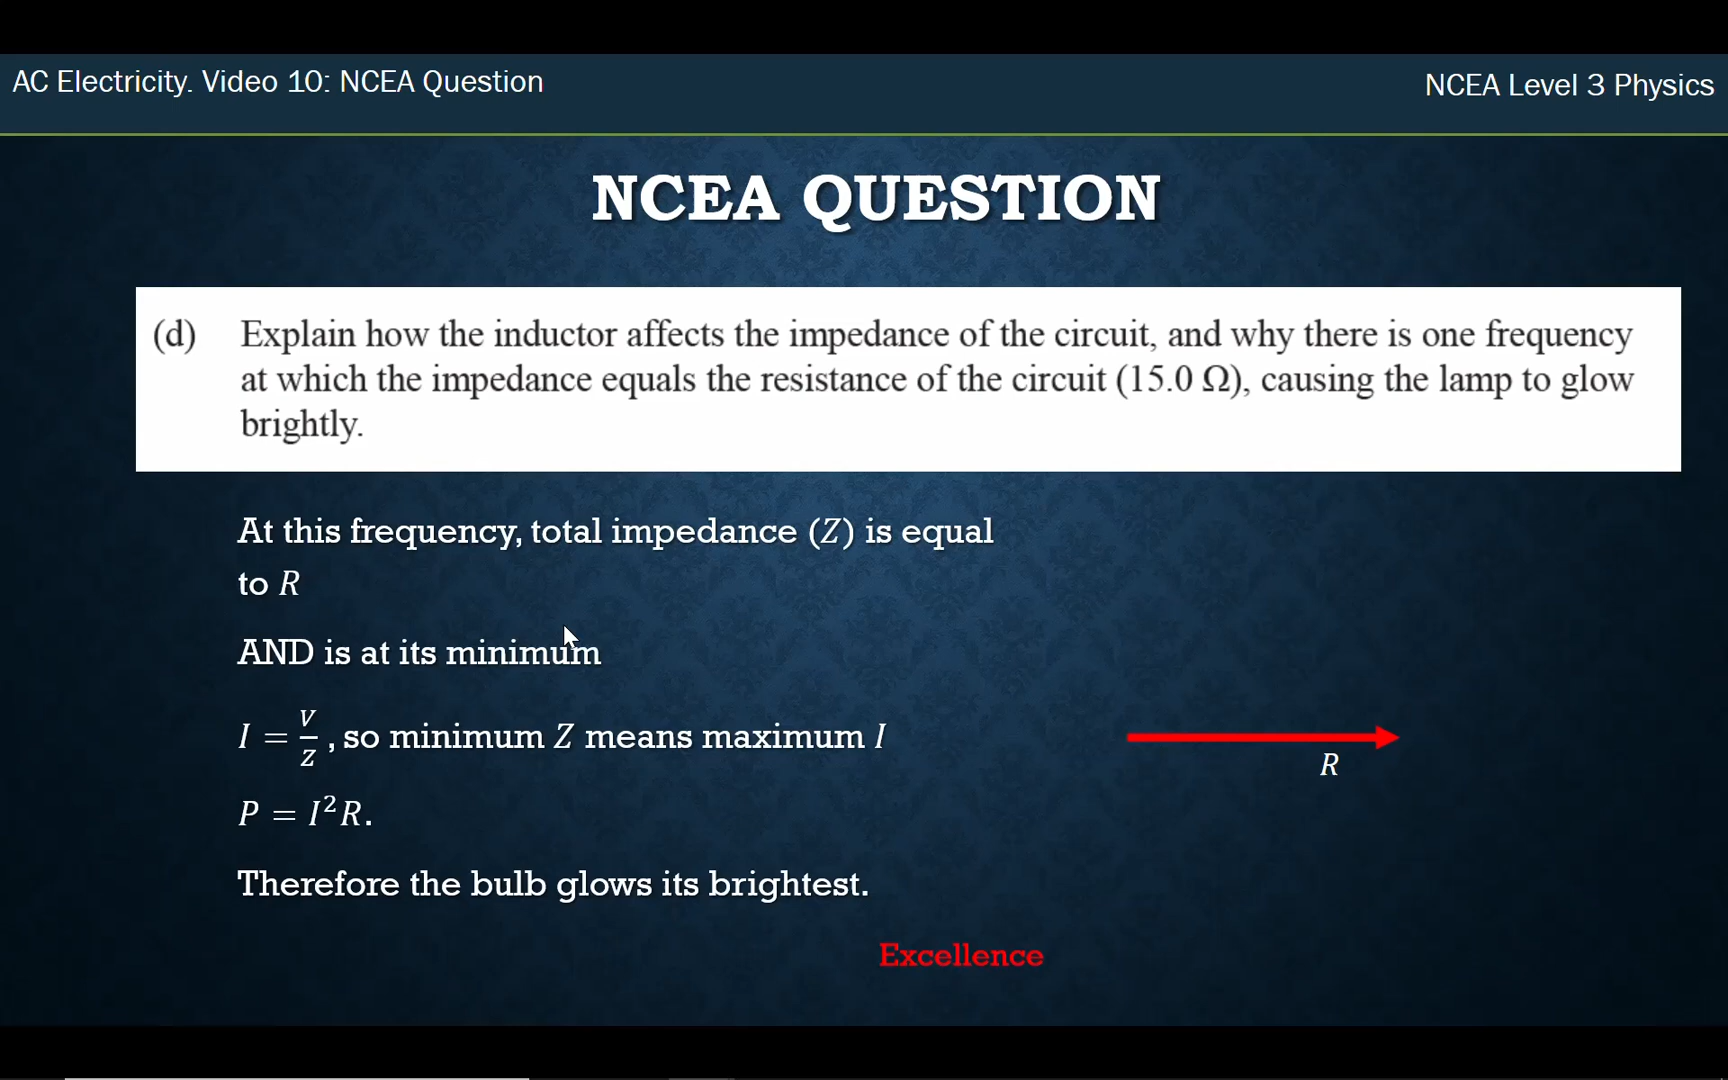 AC Electricity. Video 10: NCEA Question
NCEA Level 3 Physics
NCEA QUESTION
(d) Explain how the inductor affects the impedance of the circuit, and why there is one frequency
at which the impedance equals the resistance of the circuit (15.0 Ω), causing the lamp to glow
brightly.
At this frequency, total impedance (Z) is equal
to R
AND is at its minimum
I = V/Z, so minimum Z means maximum I
P = I²R.
R
Therefore the bulb glows its brightest.
Excellence